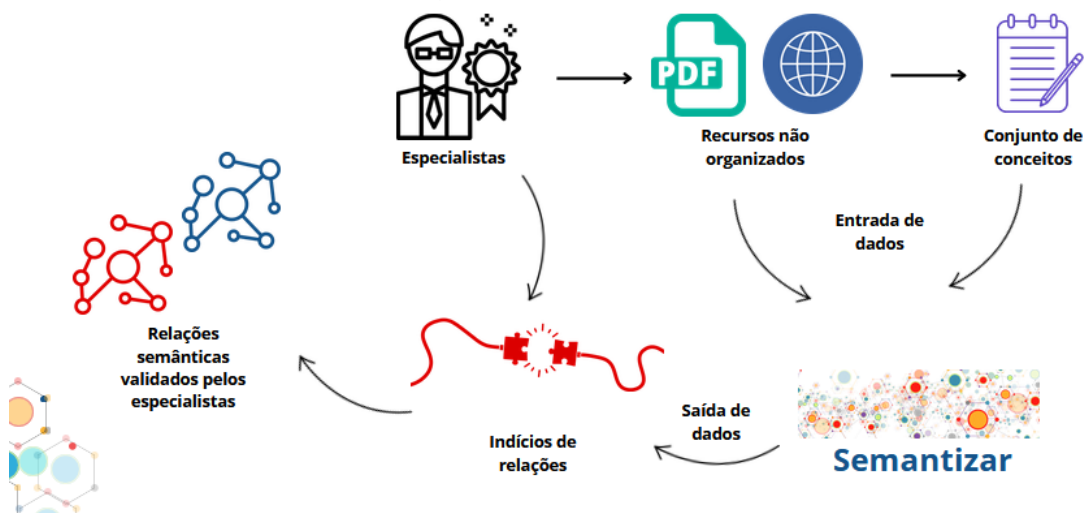 PDF
Especialistas
Recursos não
organizados
Conjunto de
conceitos
Entrada de
dados
Relações
semânticas
validados pelos
especialistas
Indícios de
relações
Saída de
dados
Semantizar